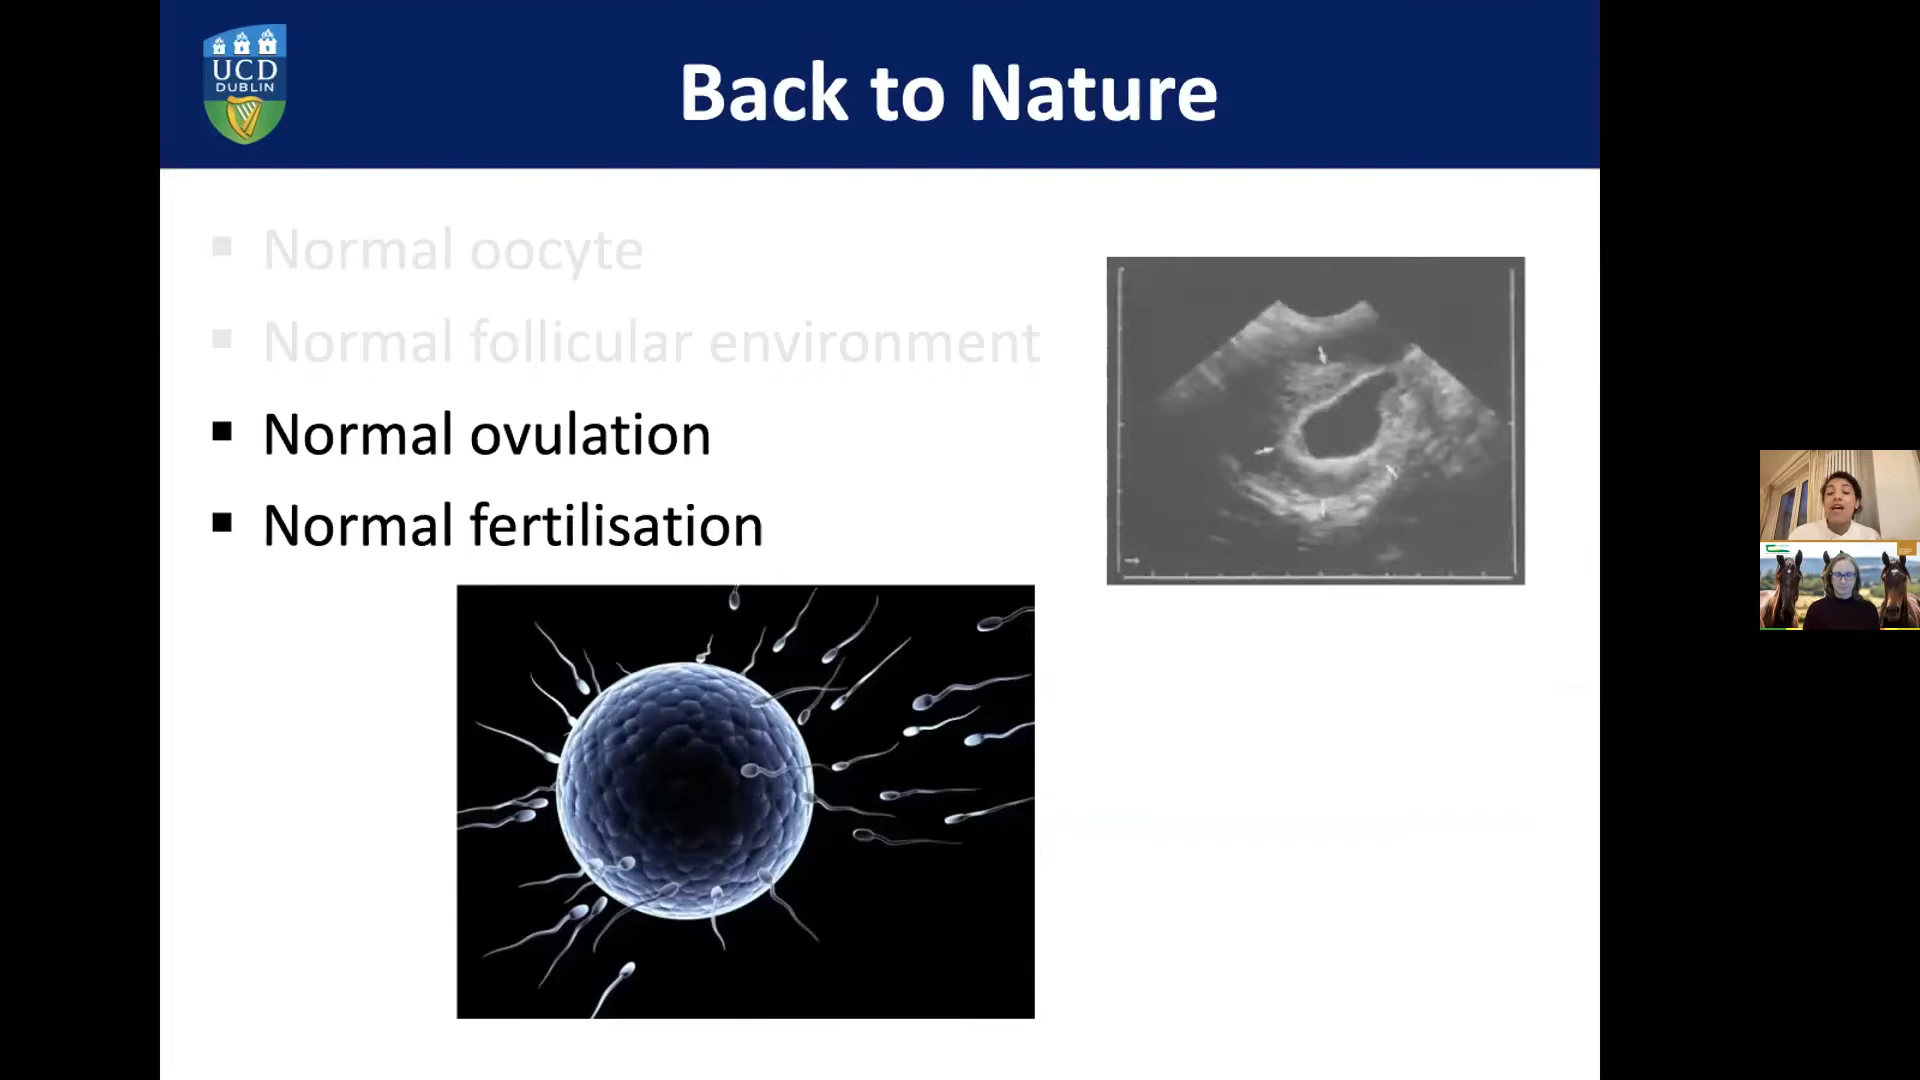 UCD
DUBLIN
Back to Nature
Normal oocyte
Normal follicular environment
Normal ovulation
Normal fertilisation